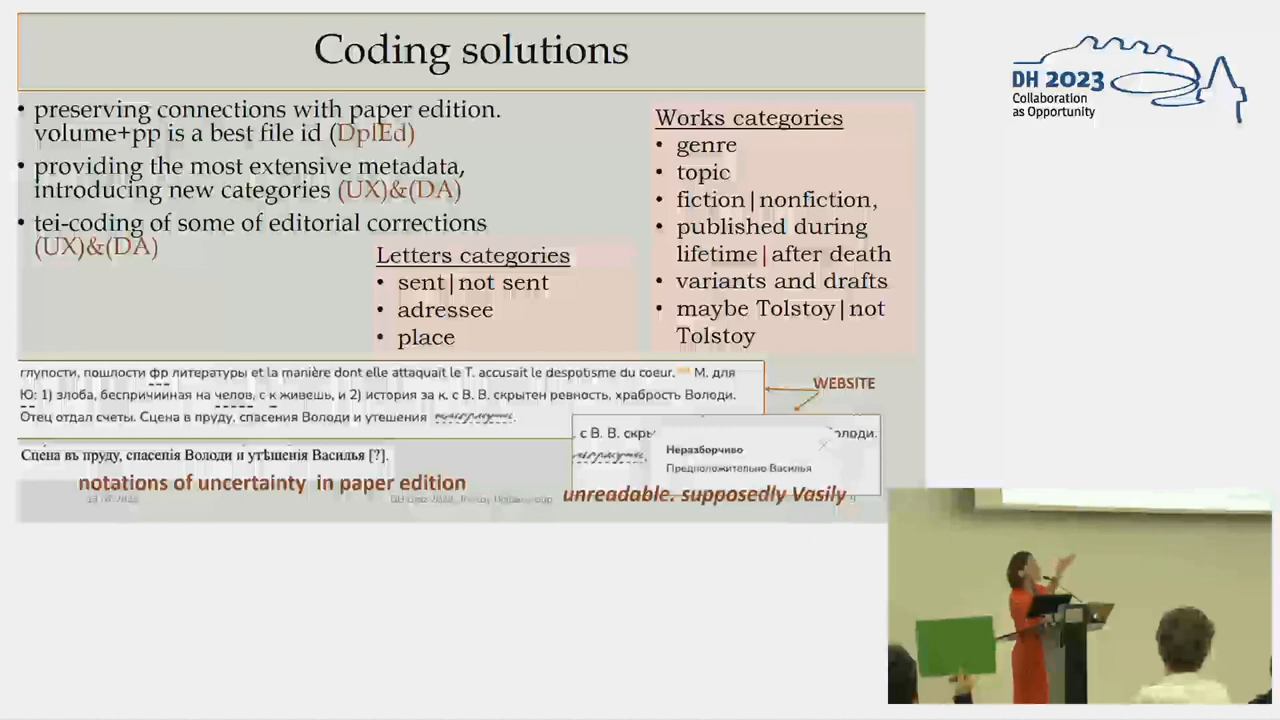 Coding solutions
• preserving connections with paper edition.
volume+pp is a best file id (DplEd)
• providing the most extensive metadata,
introducing new categories (UX)&(DA)
• tei-coding of some of editorial corrections
(UX)&(DA)
Letters categories
• sent|not sent
• adressee
• place
Works categories
• genre
• topic
• fiction|nonfiction,
• published during
lifetime|after death
• variants and drafts
• maybe Tolstoy|not
Tolstoy
глупости, пошлости фр литературы et la manière dont elle attaquait le T. accusait le despotisme du coeur. М. для
Ю: 1) злоба, беспричийная на челов, с к живешь, и 2) история за к. с В. В. скрытен ревность, храбрость Володи.
Отец отдал счеты. Сцена в пруду, спасения Володи и утешения
WEBSITE
с В. В. скры
олоди.
Неразборчиво
Предположительно Василья
Сцена въ пруду, спасенія Володи и утѣшенія Василья [?].
notations of uncertainty in paper edition
unreadable. supposedly Vasily
DH 2023
Collaboration
as Opportunity